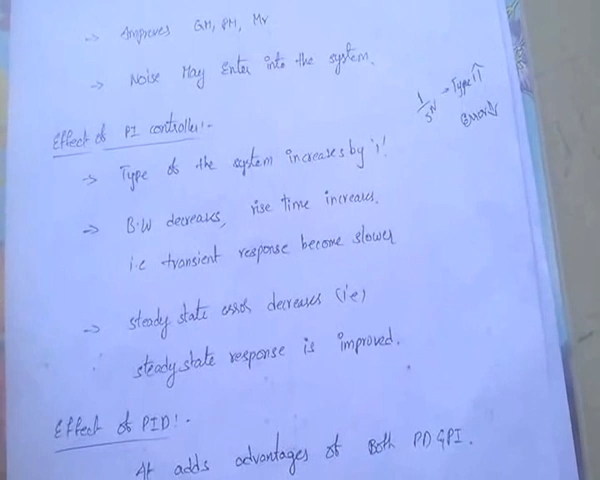 -> Improves GM, PM, Mr
-> Noise May Enter into the system.
1/s^N -> Type ↑↑
Error ↓
Effect of PI controller:-
-> Type of the system increases by '1'.
-> B.W decreases, rise time increases.
i.e transient response become slower
-> steady state error decreases (i.e)
steady state response is improved.
Effect of PID:-
It adds advantages of Both PD & PI.